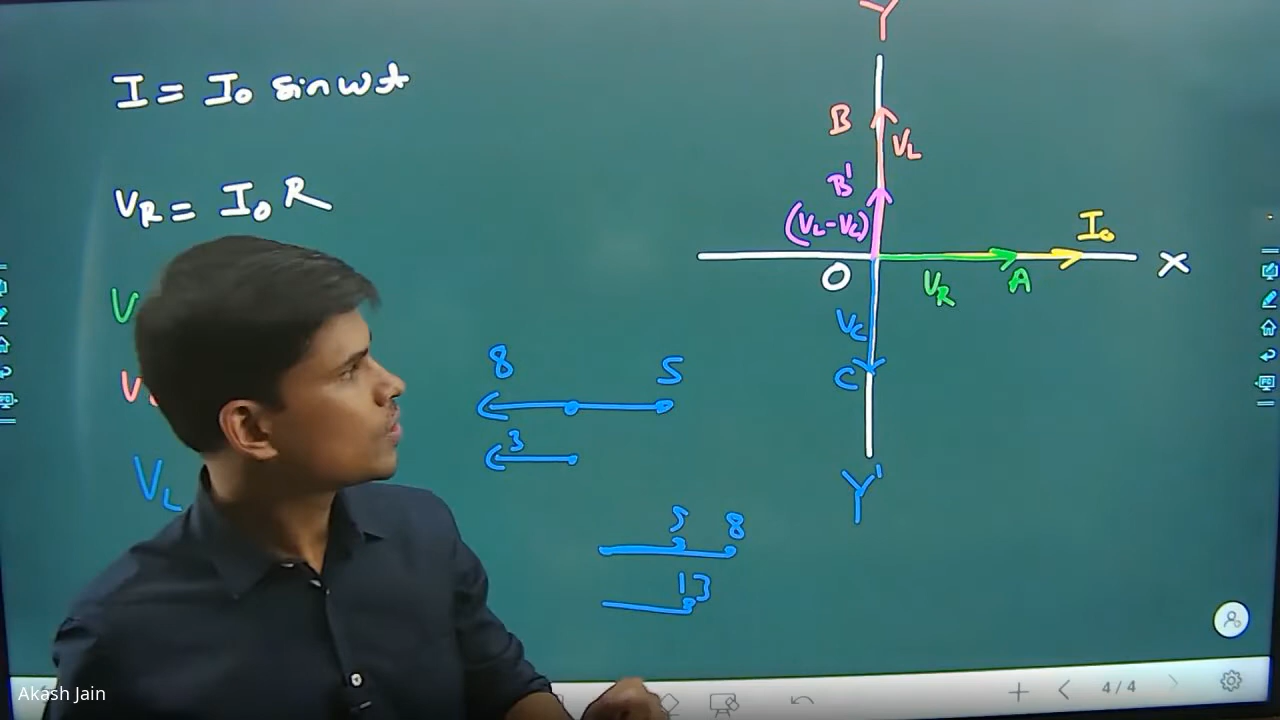 I = I₀ sin ωt
V_R = I₀ R
V
V
V_L
8 5
3
5 8
13
Y
B
V_L
B'
(V_L - V_C)
I₀
O
X
V_R
A
V_C
C
Y'
4/4
Akash Jain